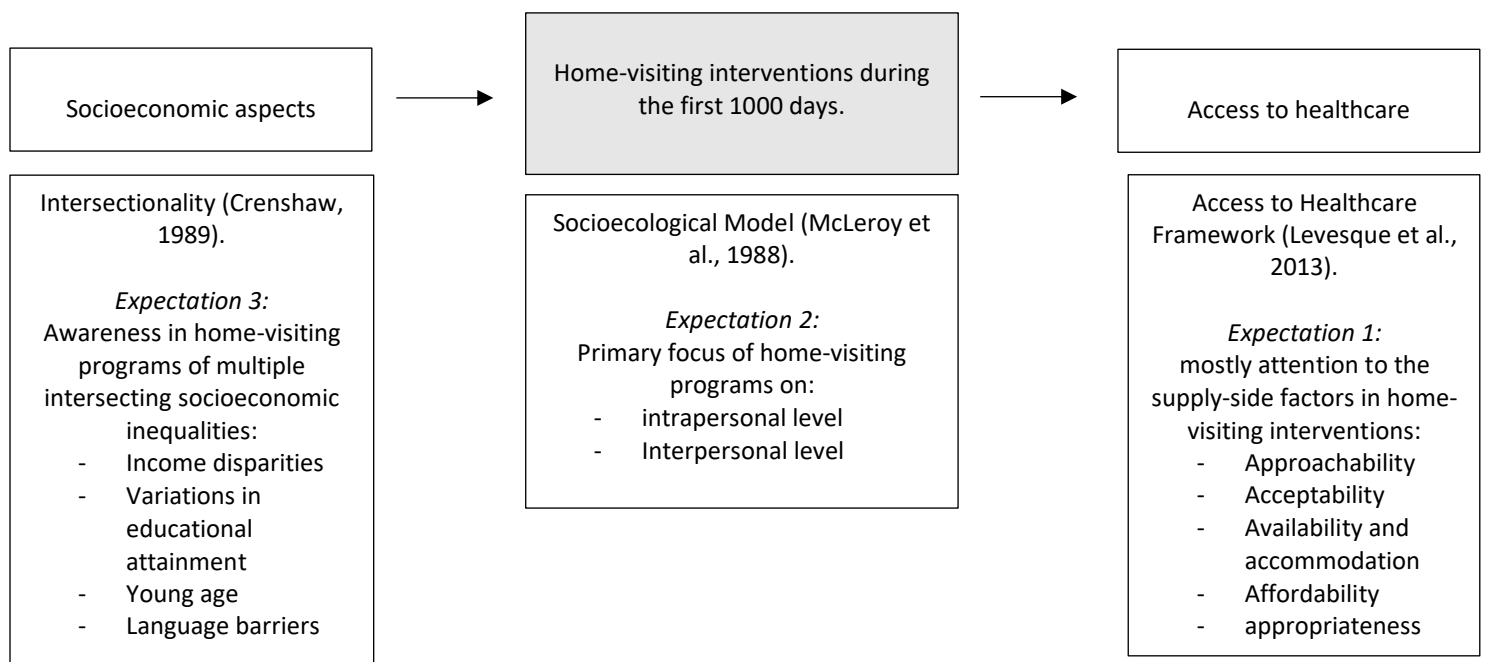 Socioeconomic aspects
Home-visiting interventions during
the first 1000 days.
Access to healthcare
Intersectionality (Crenshaw,
1989).
Expectation 3:
Awareness in home-visiting
programs of multiple
intersecting socioeconomic
inequalities:
- Income disparities
- Variations in
educational
attainment
- Young age
- Language barriers
Socioecological Model (McLeroy et
al., 1988).
Expectation 2:
Primary focus of home-visiting
programs on:
- intrapersonal level
- Interpersonal level
Access to Healthcare
Framework (Levesque et al.,
2013).
Expectation 1:
mostly attention to the
supply-side factors in home-
visiting interventions:
- Approachability
- Acceptability
- Availability and
accommodation
- Affordability
- appropriateness